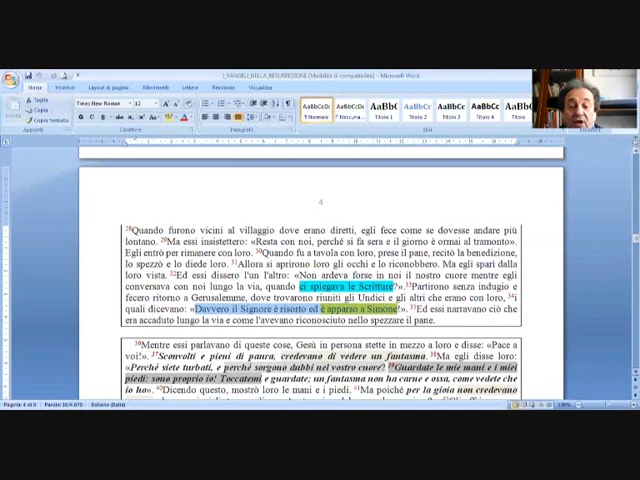 I_VANGELI_DELLA_RESURREZIONE [Modalità di compatibilità] - Microsoft Word
Home Inserisci Layout di pagina Riferimenti Lettere Revisione Visualizza
Taglia
Copia
Copia formato
Incolla
Times New Roman 12
AaBbCcDc AaBbCcDc AaBbC AaBbCc AaBbC AaBbCc AaBbC
¶ Normale Titolo 1 Titolo 2 Titolo 3 Titolo 4
Appunti Carattere Paragrafo Stili
4
28Quando furono vicini al villaggio dove erano diretti, egli fece come se dovesse andare più
lontano. 29Ma essi insistettero: «Resta con noi, perché si fa sera e il giorno è ormai al tramonto».
Egli entrò per rimanere con loro. 30Quando fu a tavola con loro, prese il pane, recitò la benedizione,
lo spezzò e lo diede loro. 31Allora si aprirono loro gli occhi e lo riconobbero. Ma egli sparì dalla
loro vista. 32Ed essi dissero l'un l'altro: «Non ardeva forse in noi il nostro cuore mentre egli
conversava con noi lungo la via, quando ci spiegava le Scritture?». 33Partirono senza indugio e
fecero ritorno a Gerusalemme, dove trovarono riuniti gli Undici e gli altri che erano con loro, 34i
quali dicevano: «Davvero il Signore è risorto ed è apparso a Simone!». 35Ed essi narravano ciò che
era accaduto lungo la via e come l'avevano riconosciuto nello spezzare il pane.
36Mentre essi parlavano di queste cose, Gesù in persona stette in mezzo a loro e disse: «Pace a
voi!». 37Sconvolti e pieni di paura, credevano di vedere un fantasma. 38Ma egli disse loro:
«Perché siete turbati, e perché sorgono dubbi nel vostro cuore? 39Guardate le mie mani e i miei
piedi: sono proprio io! Toccatemi e guardate; un fantasma non ha carne e ossa, come vedete che
io ho». 40Dicendo questo, mostrò loro le mani e i piedi. 41Ma poiché per la gioia non credevano
Pagina: 4 di 8 Parole: 10/4.670 Italiano (Italia)